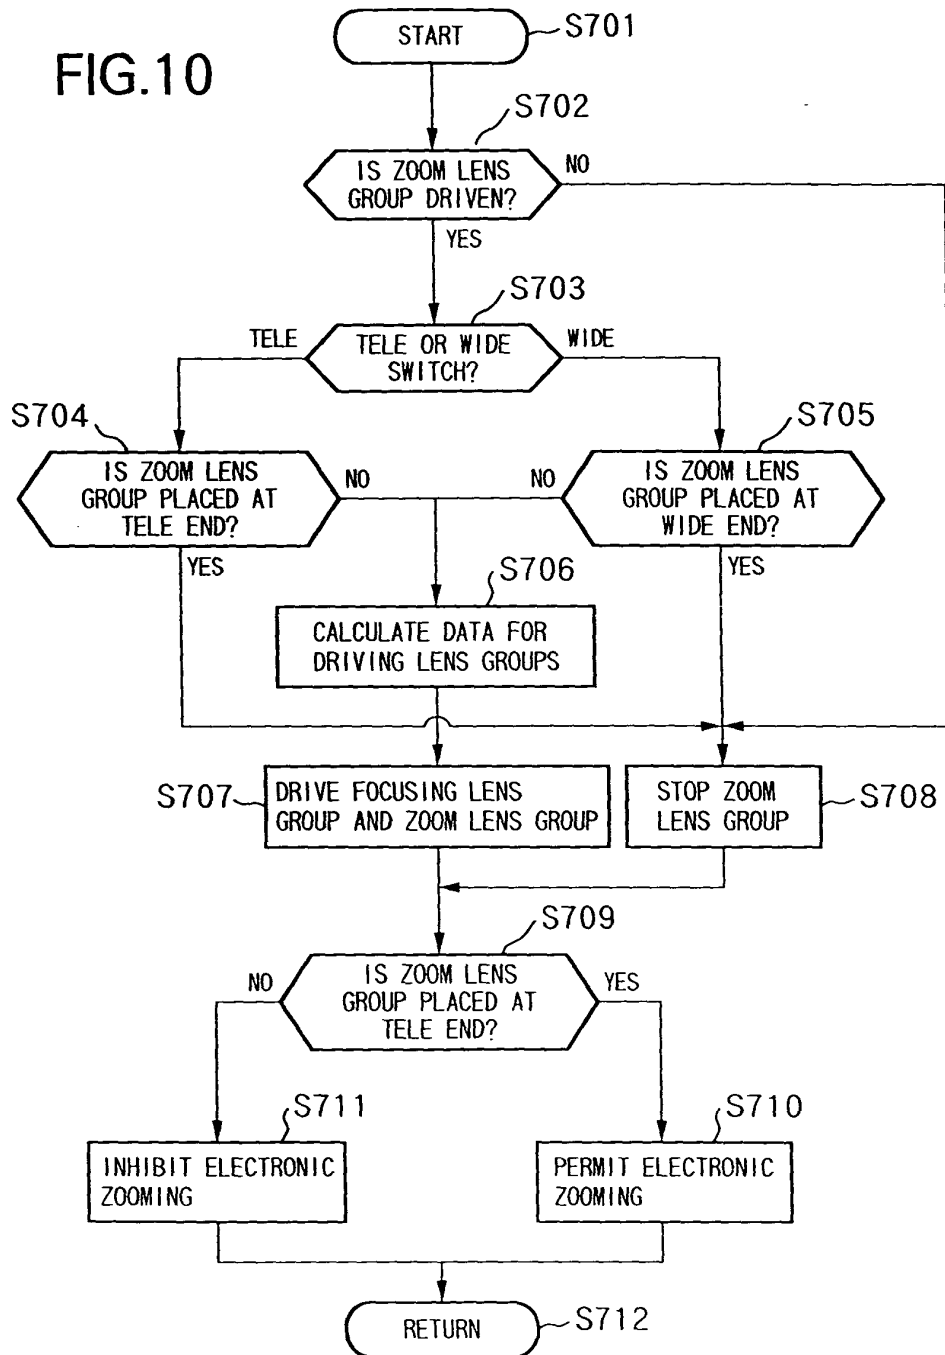 FIG.10
START
S701
S702
IS ZOOM LENS
GROUP DRIVEN?
NO
YES
S703
TELE
TELE OR WIDE
SWITCH?
WIDE
S704
IS ZOOM LENS
GROUP PLACED AT
TELE END?
NO
YES
S705
NO
IS ZOOM LENS
GROUP PLACED AT
WIDE END?
YES
S706
CALCULATE DATA FOR
DRIVING LENS GROUPS
S707
DRIVE FOCUSING LENS
GROUP AND ZOOM LENS GROUP
STOP ZOOM
LENS GROUP
S708
S709
NO
IS ZOOM LENS
GROUP PLACED AT
TELE END?
YES
S711
INHIBIT ELECTRONIC
ZOOMING
S710
PERMIT ELECTRONIC
ZOOMING
RETURN
S712